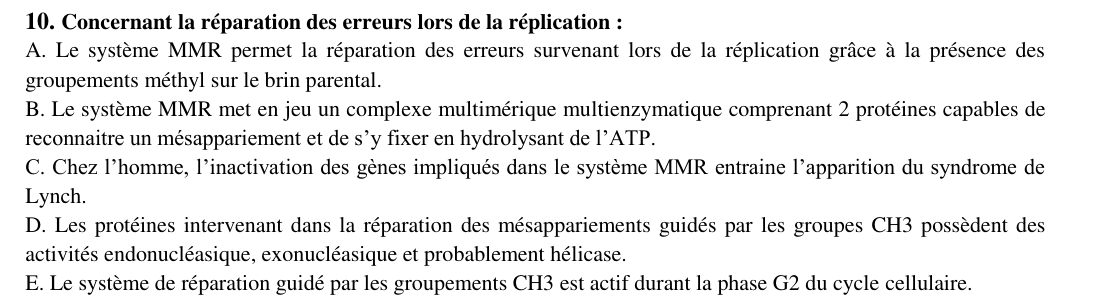 10. Concernant la réparation des erreurs lors de la réplication :
A. Le système MMR permet la réparation des erreurs survenant lors de la réplication grâce à la présence des
groupements méthyl sur le brin parental.
B. Le système MMR met en jeu un complexe multimérique multienzymatique comprenant 2 protéines capables de
reconnaitre un mésappariement et de s’y fixer en hydrolysant de l’ATP.
C. Chez l’homme, l’inactivation des gènes impliqués dans le système MMR entraine l’apparition du syndrome de
Lynch.
D. Les protéines intervenant dans la réparation des mésappariements guidés par les groupes CH3 possèdent des
activités endonucléasique, exonucléasique et probablement hélicase.
E. Le système de réparation guidé par les groupements CH3 est actif durant la phase G2 du cycle cellulaire.